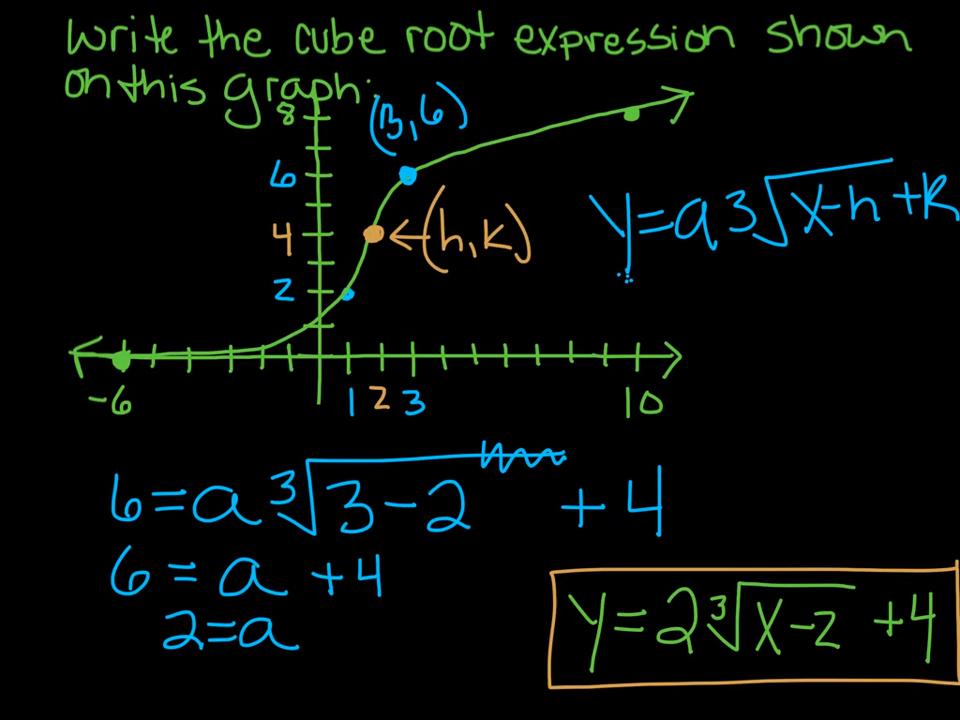 Write the cube root expression shown
on this graph:
8
(3,6)
6
y=a3√x-h+k
4
←(h,k)
2
-6
1 2 3
10
6=a∛3-2 +4
6=a+4
2=a
y=2∛x-2 +4